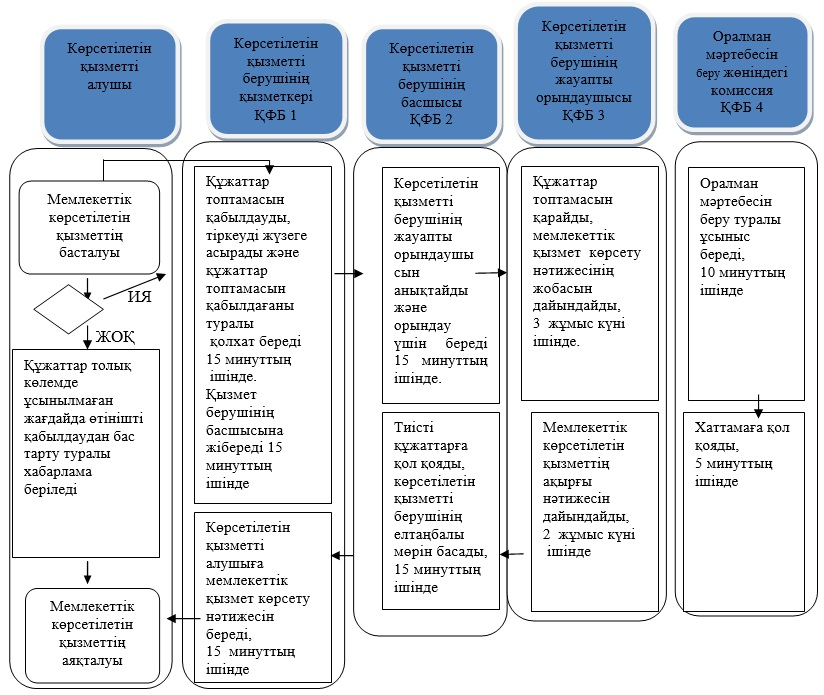 Көрсетілетін
қызметті
алушы
Көрсетілетін
қызметті
берушінің
қызметкері
ҚФБ 1
Көрсетілетін
қызметті
берушінің
басшысы
ҚФБ 2
Көрсетілетін
қызметті
берушінің
жауапты
орындаушысы
ҚФБ 3
Оралман
мәртебесін
беру жөніндегі
комиссия
ҚФБ 4
Мемлекеттік
көрсетілетін
қызметтің
басталуы
ИЯ
ЖОҚ
Құжаттар толық
көлемде
ұсынылмаған
жағдайда өтінішті
қабылдаудан бас
тарту туралы
хабарлама
беріледі
Мемлекеттік
көрсетілетін
қызметтің
аяқталуы
Құжаттар
топтамасын
қабылдауды,
тіркеуді жүзеге
асырады және
құжаттар
топтамасын
қабылдағаны
туралы
қолхат береді
15 минуттың
ішінде.
Қызмет
берушінің
басшысына
жібереді 15
минуттың
ішінде
Көрсетілетін
қызметті
алушыға
мемлекеттік
қызмет көрсету
нәтижесін
береді,
15 минуттың
ішінде
Көрсетілетін
қызметті
берушінің
жауапты
орындаушы
сын
анықтайды
және
орындау
үшін береді
15 минуттың
ішінде.
Тиісті
құжаттарға
қол қояды,
көрсетілетін
қызметті
берушінің
елтаңбалы
мөрін басады,
15 минуттың
ішінде
Құжаттар
топтамасын
қарайды,
мемлекеттік
қызмет көрсету
нәтижесінің
жобасын
дайындайды,
3 жұмыс күні
ішінде.
Мемлекеттік
көрсетілетін
қызметтің
ақырғы
нәтижесін
дайындайды,
2 жұмыс күні
ішінде
Оралман
мәртебесін
беру туралы
ұсыныс
береді,
10 минуттың
ішінде
Хаттамаға қол
қояды,
5 минуттың
ішінде